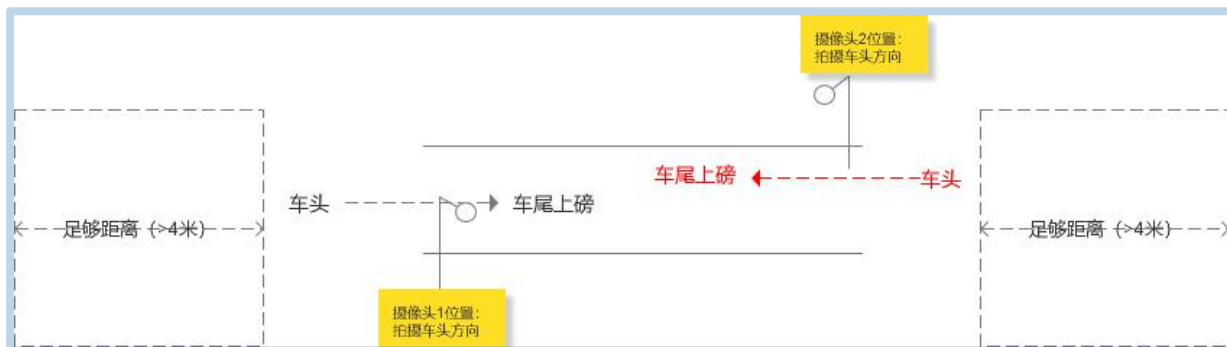 摄像头2位置：
拍摄车头方向
车尾上磅
车头
车头
车尾上磅
足够距离（>4米）
足够距离（>4米）
摄像头1位置：
拍摄车头方向